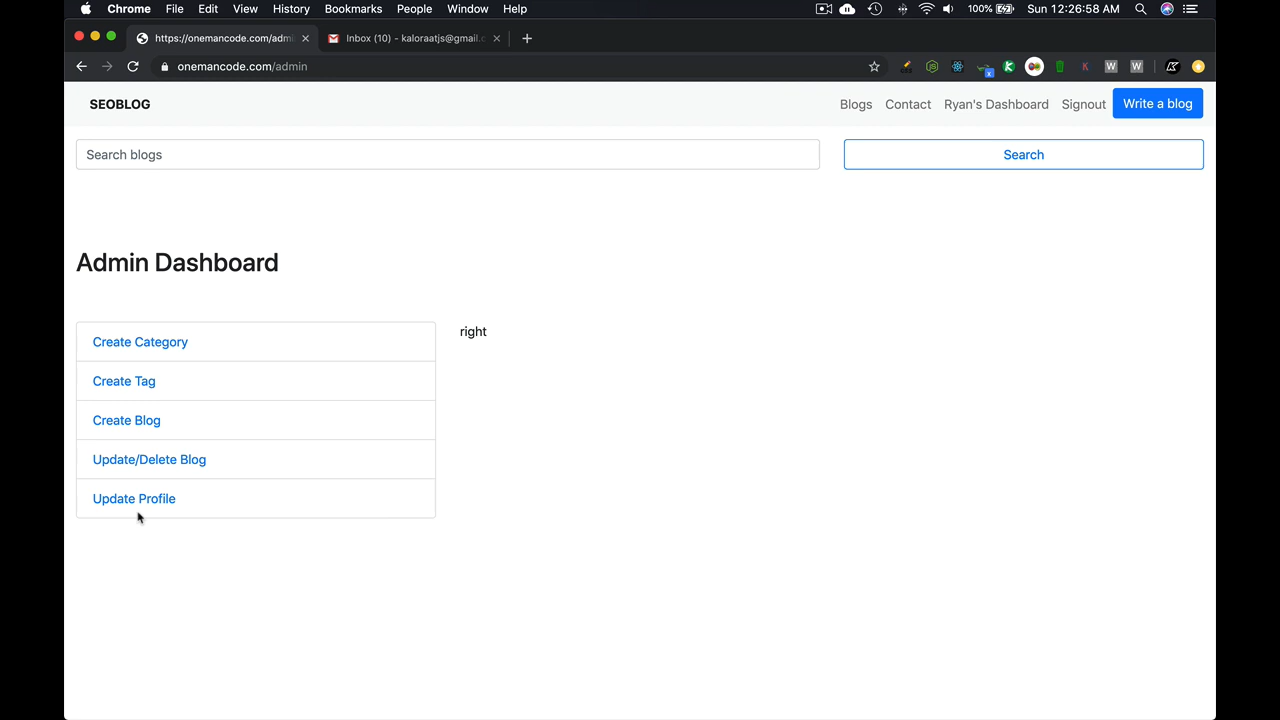 Chrome File Edit View History Bookmarks People Window Help 100% Sun 12:26:58 AM
https://onemancode.com/admi Inbox (10) - kaloraatjs@gmail.c
onemancode.com/admin
SEOBLOG Blogs Contact Ryan's Dashboard Signout Write a blog
Search blogs Search
Admin Dashboard
Create Category
right
Create Tag
Create Blog
Update/Delete Blog
Update Profile